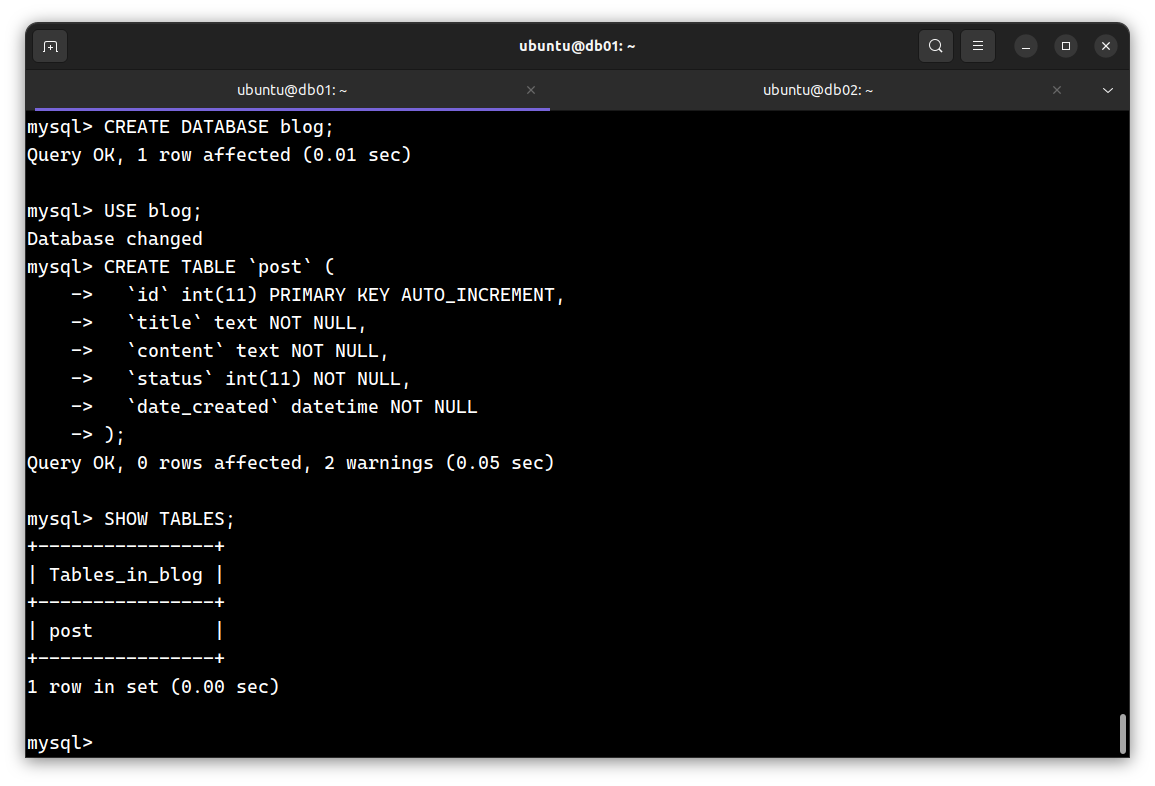 ubuntu@db01: ~
ubuntu@db01: ~
ubuntu@db02: ~
mysql> CREATE DATABASE blog;
Query OK, 1 row affected (0.01 sec)
mysql> USE blog;
Database changed
mysql> CREATE TABLE `post` (
    ->   `id` int(11) PRIMARY KEY AUTO_INCREMENT,
    ->   `title` text NOT NULL,
    ->   `content` text NOT NULL,
    ->   `status` int(11) NOT NULL,
    ->   `date_created` datetime NOT NULL
    -> );
Query OK, 0 rows affected, 2 warnings (0.05 sec)
mysql> SHOW TABLES;
+----------------+
| Tables_in_blog |
+----------------+
| post           |
+----------------+
1 row in set (0.00 sec)
mysql>